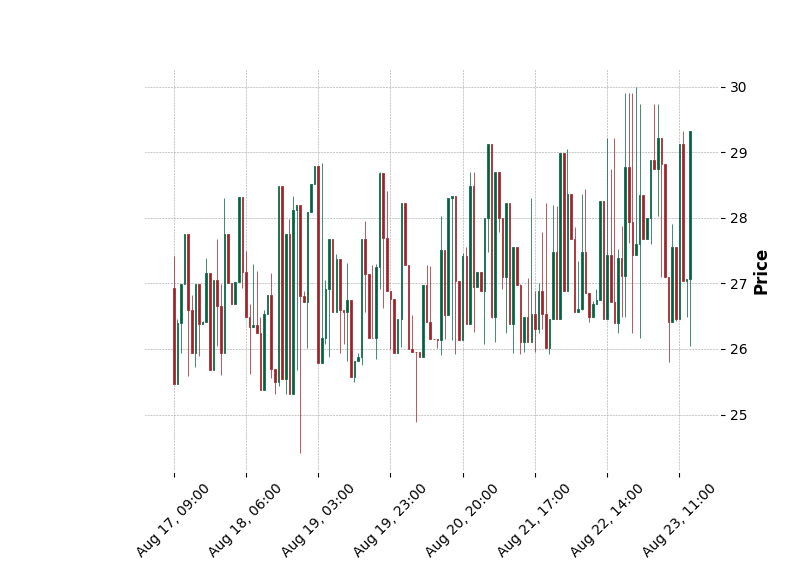 30
29
28
27
26
25
Price
Aug 17, 09:00
Aug 18, 06:00
Aug 19, 03:00
Aug 19, 23:00
Aug 20, 20:00
Aug 21, 17:00
Aug 22, 14:00
Aug 23, 11:00